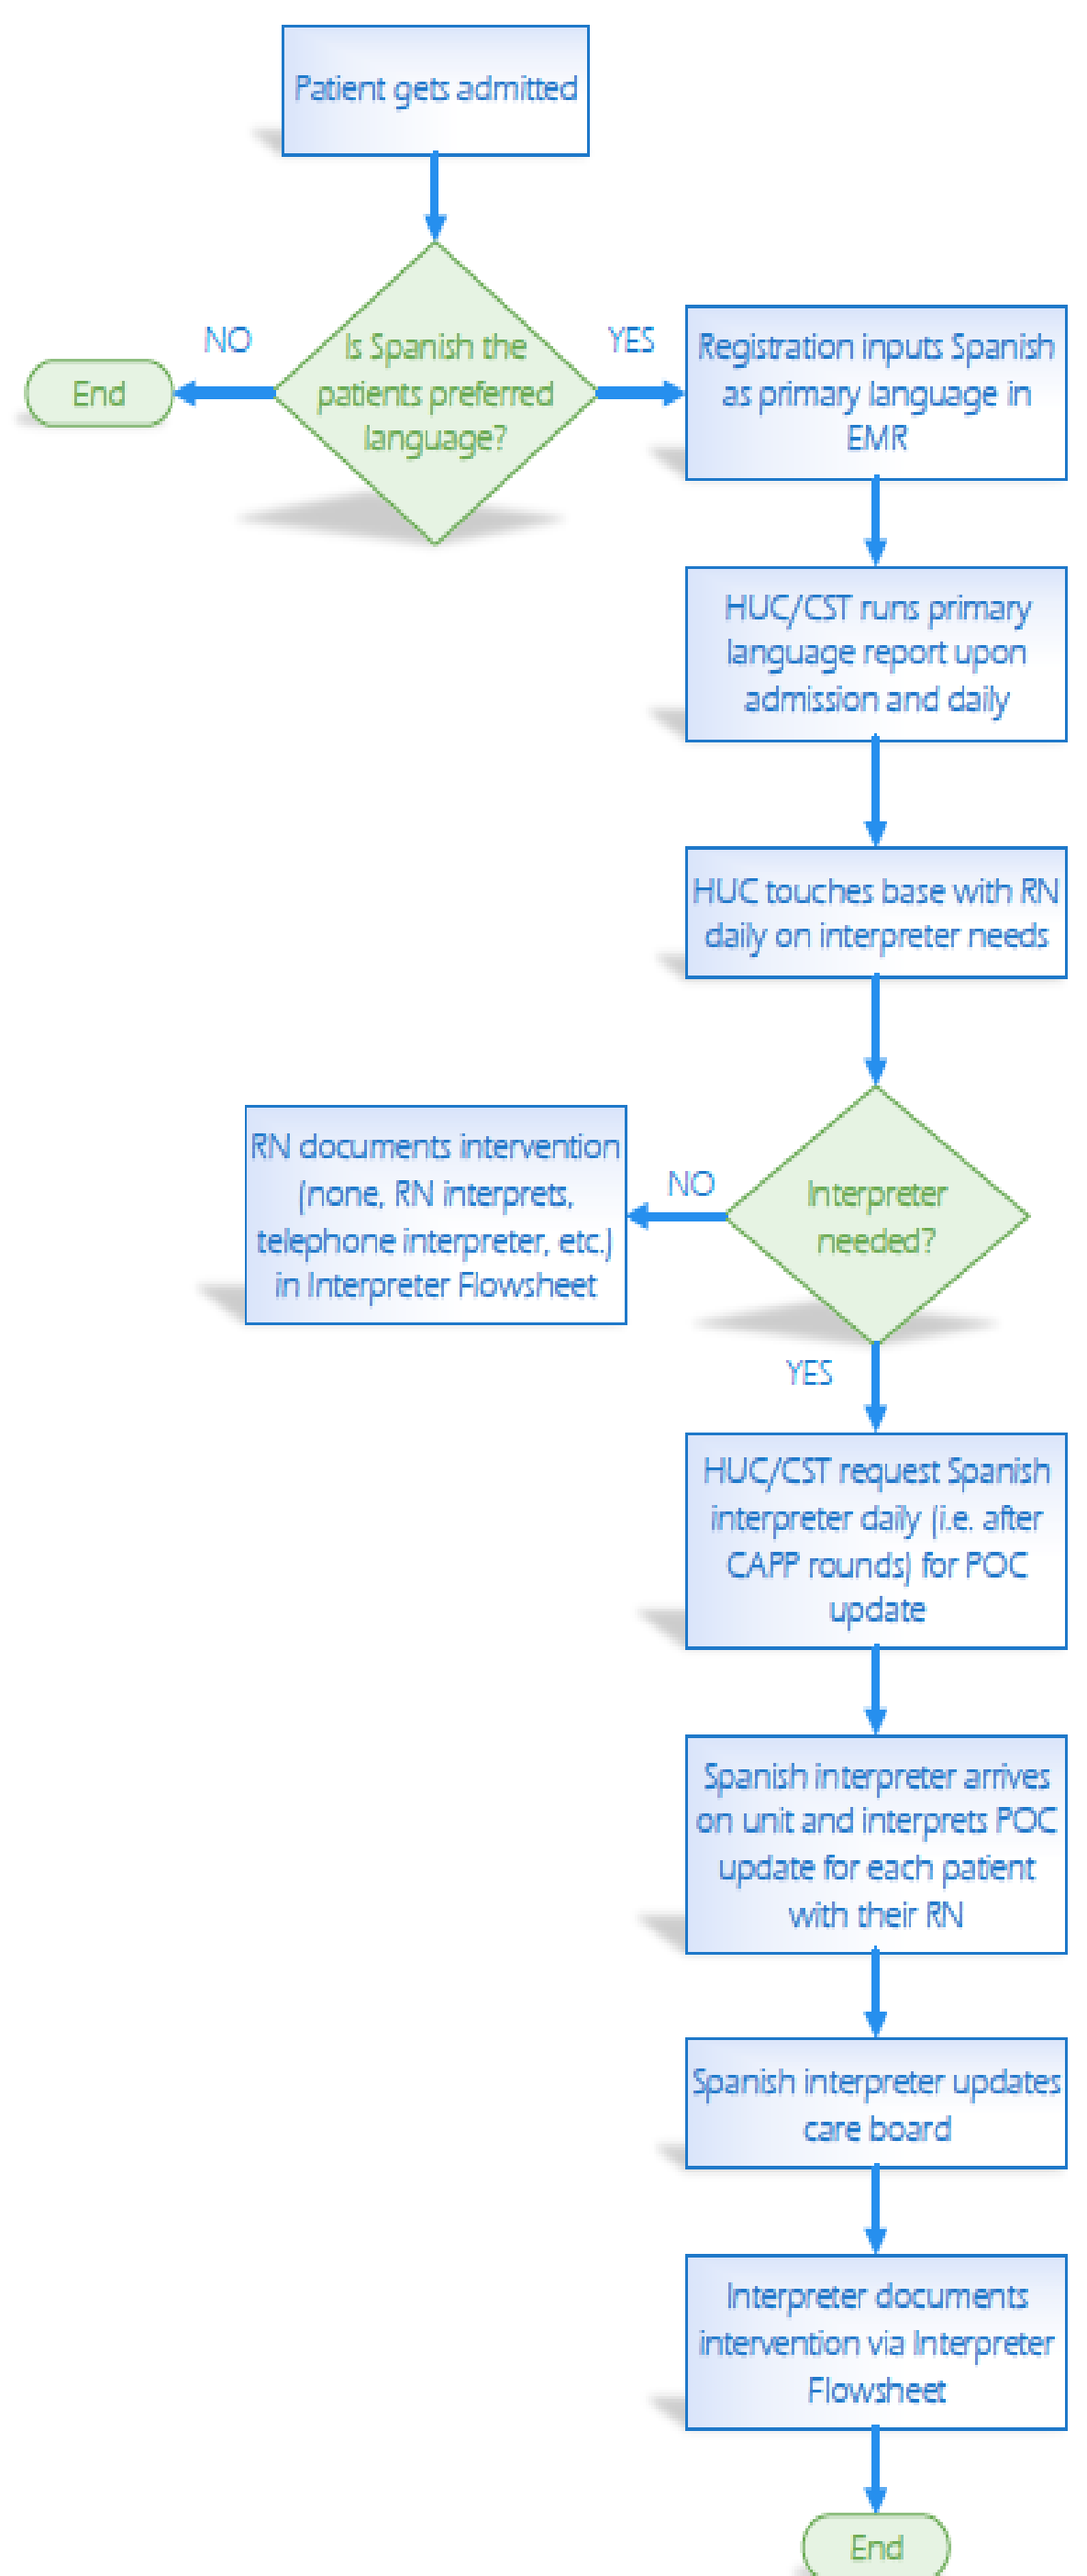 Patient gets admitted
NO
YES
End
Is Spanish the
patients preferred
language?
Registration inputs Spanish
as primary language in
EMR
HUC/CST runs primary
language report upon
admission and daily
HUC touches base with RN
daily on interpreter needs
RN documents intervention
(none, RN interprets,
telephone interpreter, etc.)
in Interpreter Flowsheet
NO
Interpreter
needed?
YES
HUC/CST request Spanish
interpreter daily (i.e. after
CAPP rounds) for POC
update
Spanish interpreter arrives
on unit and interprets POC
update for each patient
with their RN
Spanish interpreter updates
care board
Interpreter documents
intervention via Interpreter
Flowsheet
End